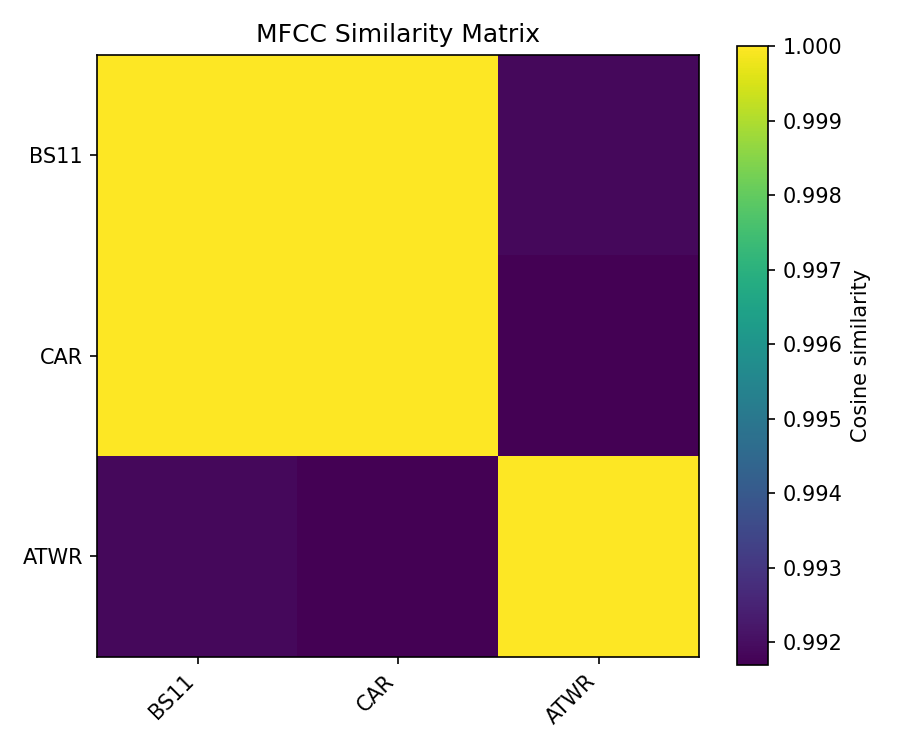 MFCC Similarity Matrix
BS11
CAR
ATWR
BS11
CAR
ATWR
1.000
0.999
0.998
0.997
0.996
0.995
0.994
0.993
0.992
Cosine similarity